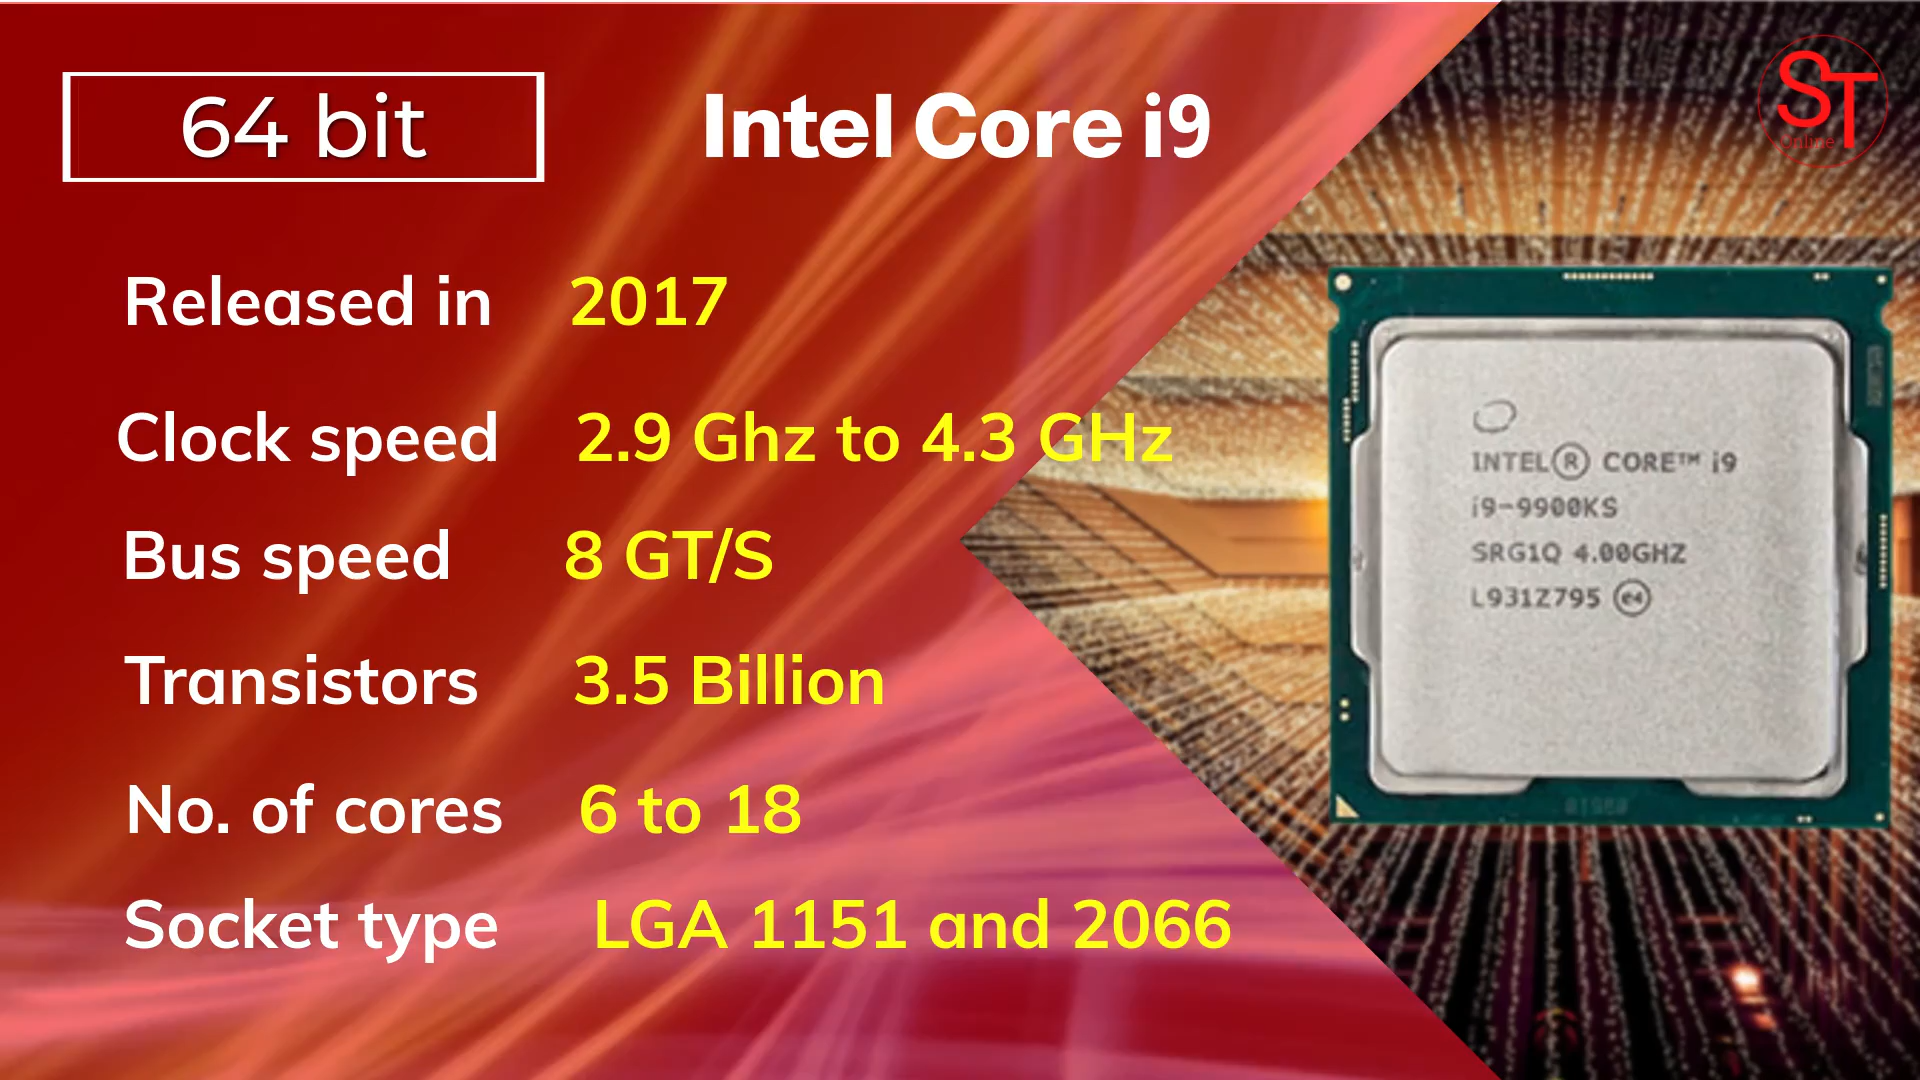 64 bit
Intel Core i9
ST
Online
Released in 2017
Clock speed 2.9 Ghz to 4.3 GHz
Bus speed 8 GT/S
Transistors 3.5 Billion
No. of cores 6 to 18
Socket type LGA 1151 and 2066
INTEL® CORE™ i9
i9-9900KS
SRG1Q 4.00GHZ
L931Z795 e4